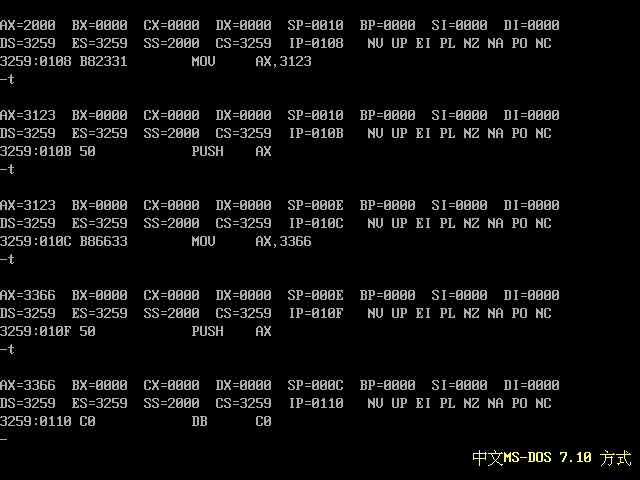 AX=2000  BX=0000  CX=0000  DX=0000  SP=0010  BP=0000  SI=0000  DI=0000
DS=3259  ES=3259  SS=2000  CS=3259  IP=0108   NV UP EI PL NZ NA PO NC
3259:0108 B82331        MOV     AX,3123
-t
AX=3123  BX=0000  CX=0000  DX=0000  SP=0010  BP=0000  SI=0000  DI=0000
DS=3259  ES=3259  SS=2000  CS=3259  IP=010B   NV UP EI PL NZ NA PO NC
3259:010B 50            PUSH    AX
-t
AX=3123  BX=0000  CX=0000  DX=0000  SP=000E  BP=0000  SI=0000  DI=0000
DS=3259  ES=3259  SS=2000  CS=3259  IP=010C   NV UP EI PL NZ NA PO NC
3259:010C B86633        MOV     AX,3366
-t
AX=3366  BX=0000  CX=0000  DX=0000  SP=000E  BP=0000  SI=0000  DI=0000
DS=3259  ES=3259  SS=2000  CS=3259  IP=010F   NV UP EI PL NZ NA PO NC
3259:010F 50            PUSH    AX
-t
AX=3366  BX=0000  CX=0000  DX=0000  SP=000C  BP=0000  SI=0000  DI=0000
DS=3259  ES=3259  SS=2000  CS=3259  IP=0110   NV UP EI PL NZ NA PO NC
3259:0110 C0            DB      C0
-
中文MS-DOS 7.10 方式